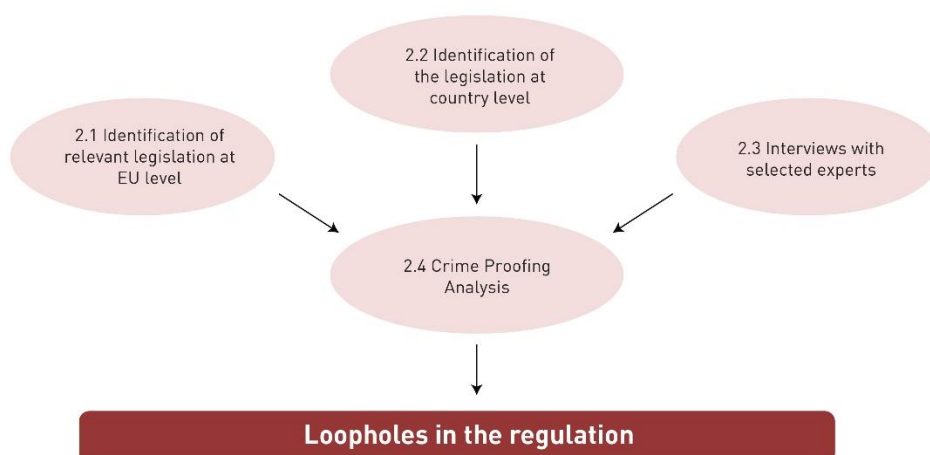 2.2 Identification of
the legislation at
country level
2.1 Identification of
relevant legislation at
EU level
2.3 Interviews with
selected experts
2.4 Crime Proofing
Analysis
Loopholes in the regulation